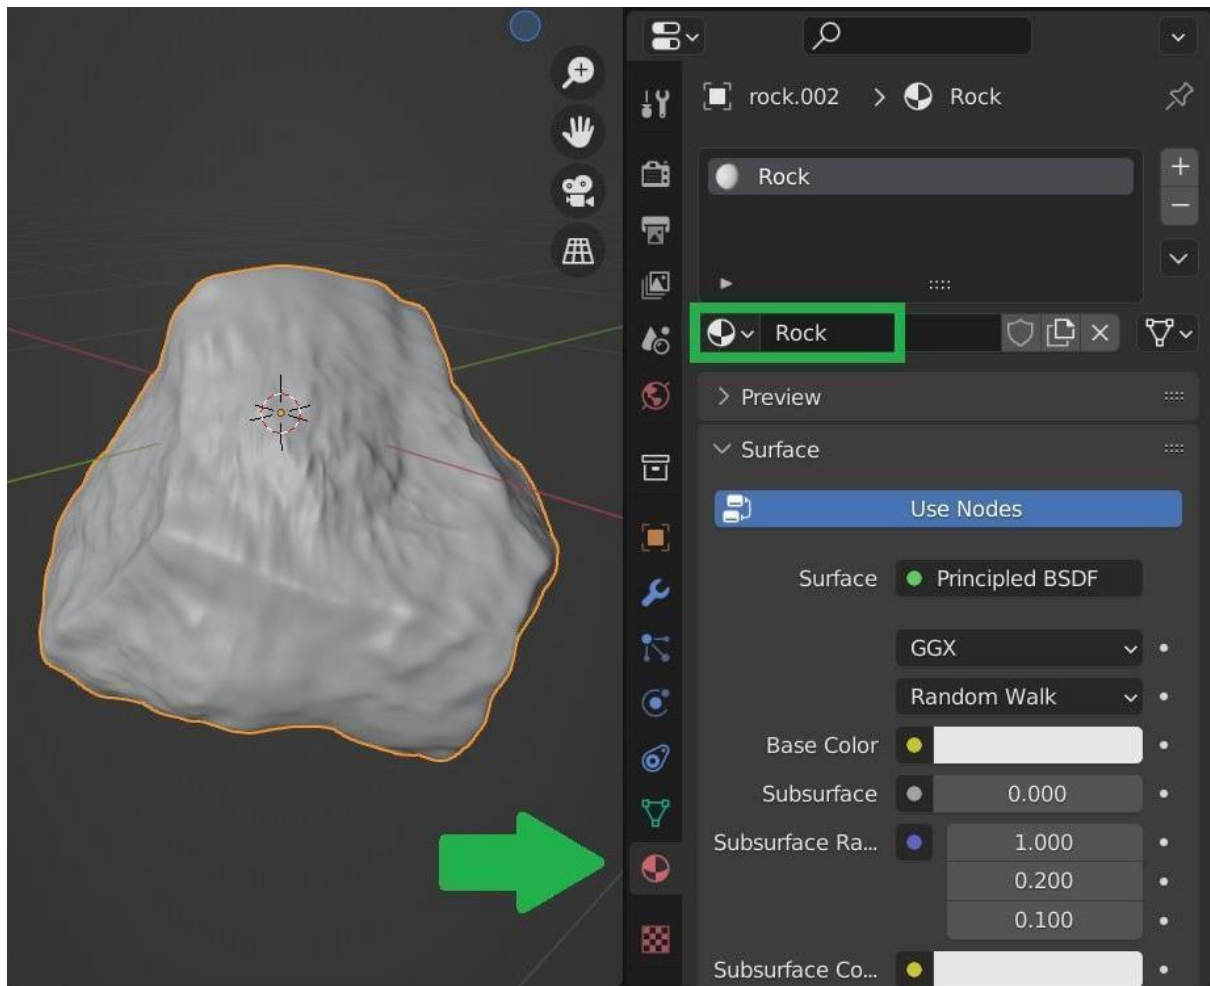 rock.002 > Rock
Rock
Rock
Preview
Surface
Use Nodes
Surface Principled BSDF
GGX
Random Walk
Base Color
Subsurface 0.000
Subsurface Ra... 1.000
0.200
0.100
Subsurface Co...